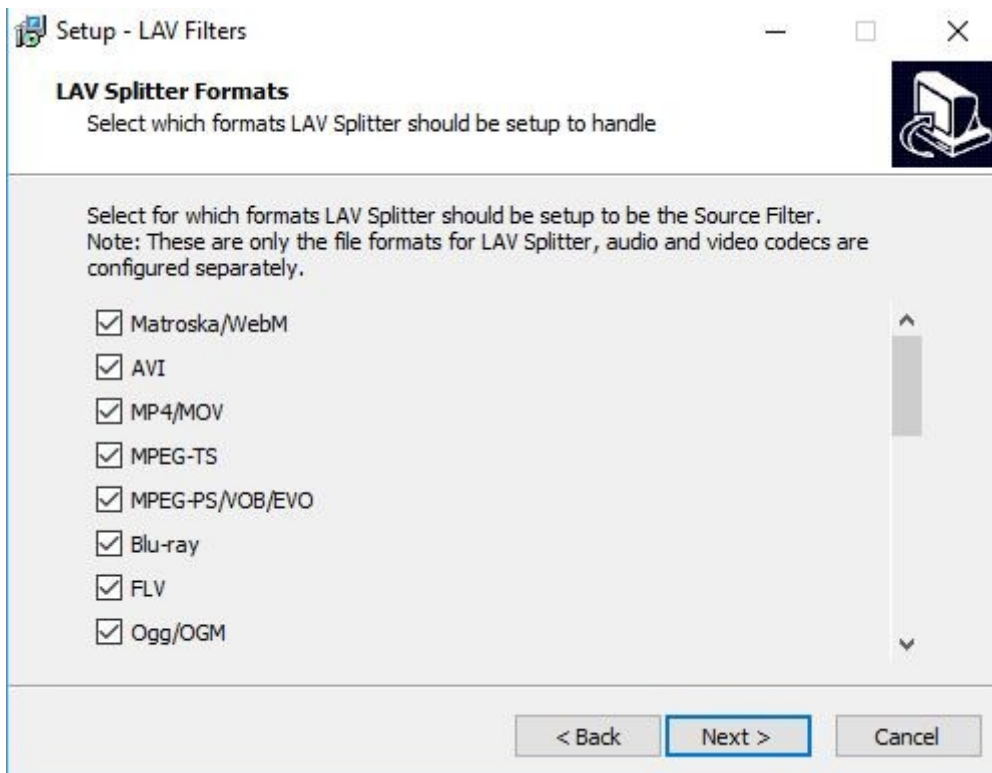 Setup - LAV Filters
LAV Splitter Formats
Select which formats LAV Splitter should be setup to handle
Select for which formats LAV Splitter should be setup to be the Source Filter.
Note: These are only the file formats for LAV Splitter, audio and video codecs are
configured separately.
Matroska/WebM
AVI
MP4/MOV
MPEG-TS
MPEG-PS/VOB/EVO
Blu-ray
FLV
Ogg/OGM
< Back Next > Cancel